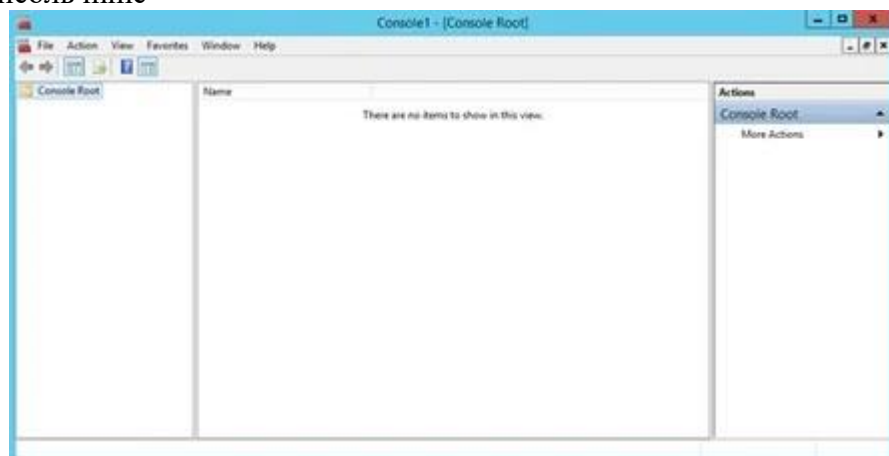 Console1 - [Console Root]
File Action View Favorites Window Help
Console Root
Name
There are no items to show in this view.
Actions
Console Root
More Actions